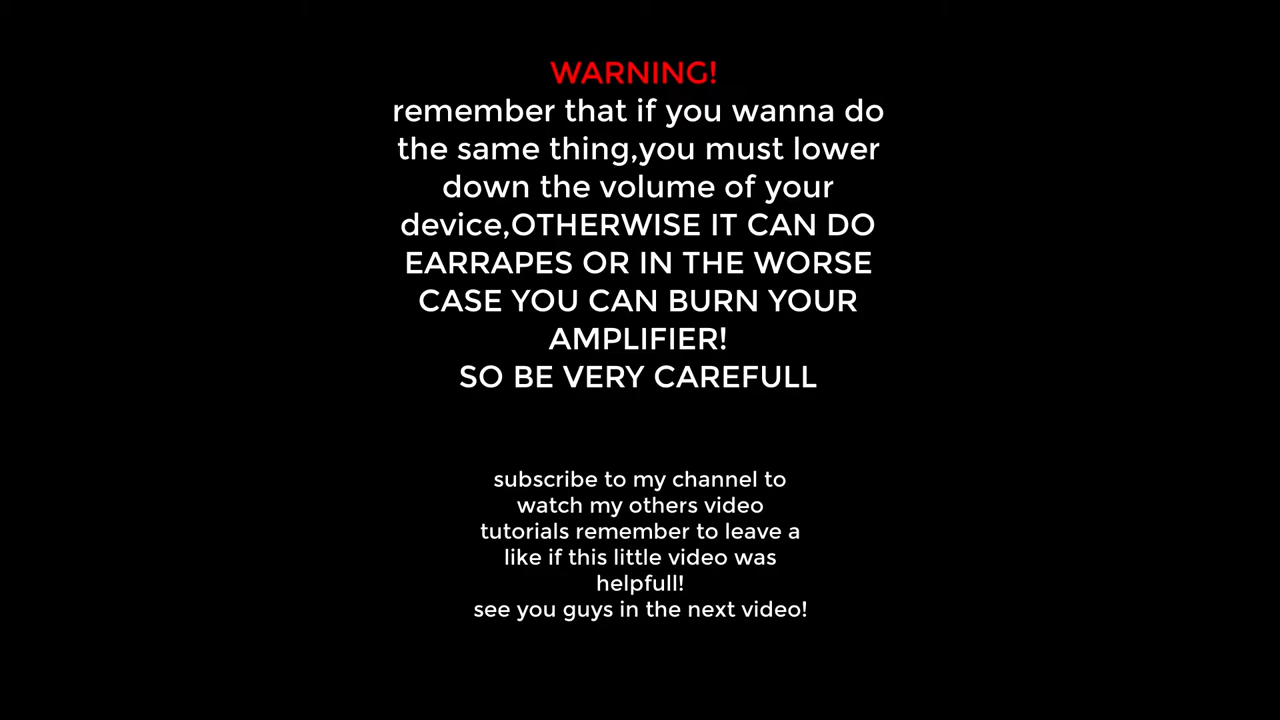 WARNING!
remember that if you wanna do
the same thing,you must lower
down the volume of your
device,OTHERWISE IT CAN DO
EARRAPES OR IN THE WORSE
CASE YOU CAN BURN YOUR
AMPLIFIER!
SO BE VERY CAREFULL
subscribe to my channel to
watch my others video
tutorials remember to leave a
like if this little video was
helpfull!
see you guys in the next video!